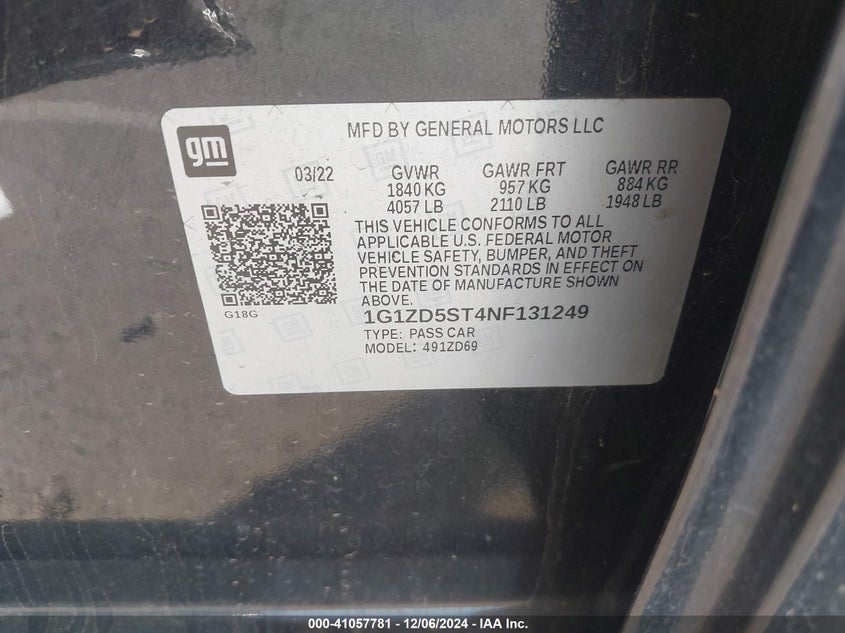 gm
MFD BY GENERAL MOTORS LLC
03/22 GVWR GAWR FRT GAWR RR
1840 KG 957 KG 884 KG
4057 LB 2110 LB 1948 LB
THIS VEHICLE CONFORMS TO ALL
APPLICABLE U.S. FEDERAL MOTOR
VEHICLE SAFETY, BUMPER, AND THEFT
PREVENTION STANDARDS IN EFFECT ON
THE DATE OF MANUFACTURE SHOWN
ABOVE.
G18G
1G1ZD5ST4NF131249
TYPE: PASS CAR
MODEL: 491ZD69
000-41057781 - 12/06/2024 - IAA Inc.